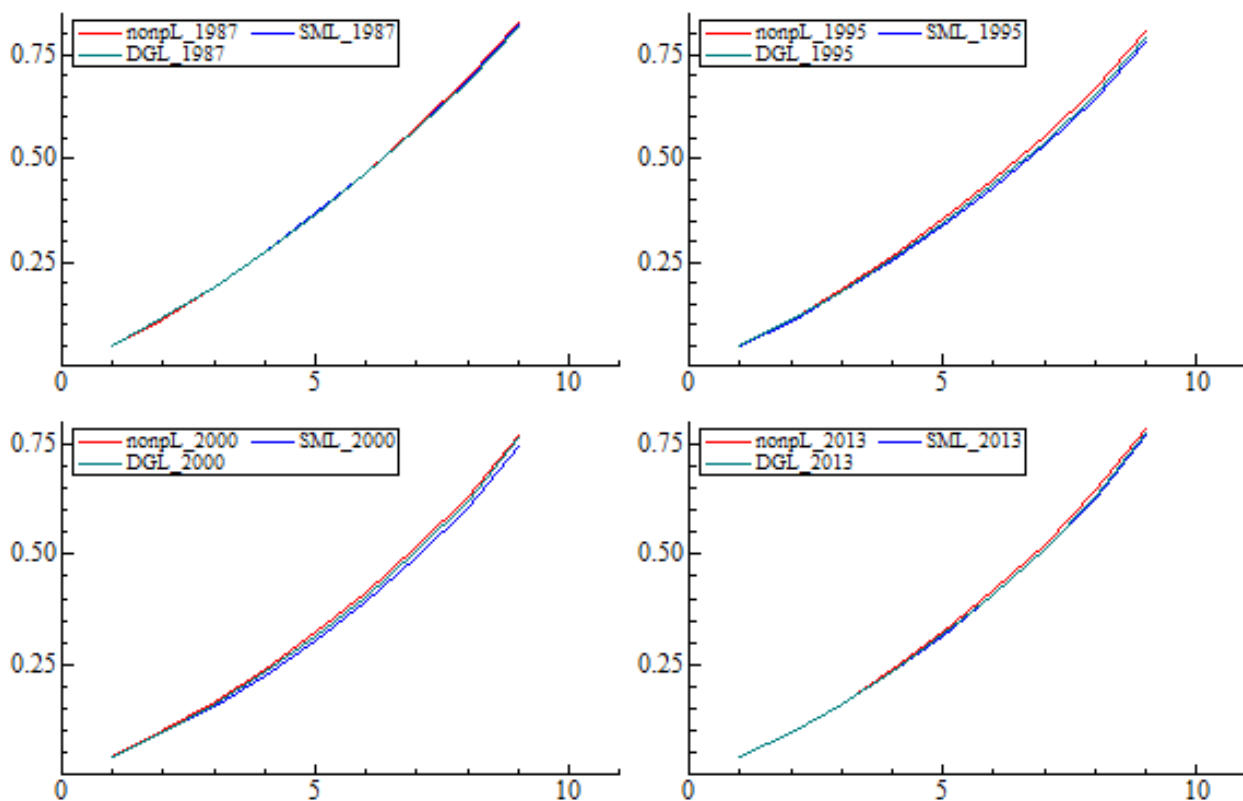 nonpL_1987 SML_1987
DGL_1987
0.75
0.50
0.25
0 5 10
nonpL_1995 SML_1995
DGL_1995
0.75
0.50
0.25
0 5 10
nonpL_2000 SML_2000
DGL_2000
0.75
0.50
0.25
0 5 10
nonpL_2013 SML_2013
DGL_2013
0.75
0.50
0.25
0 5 10